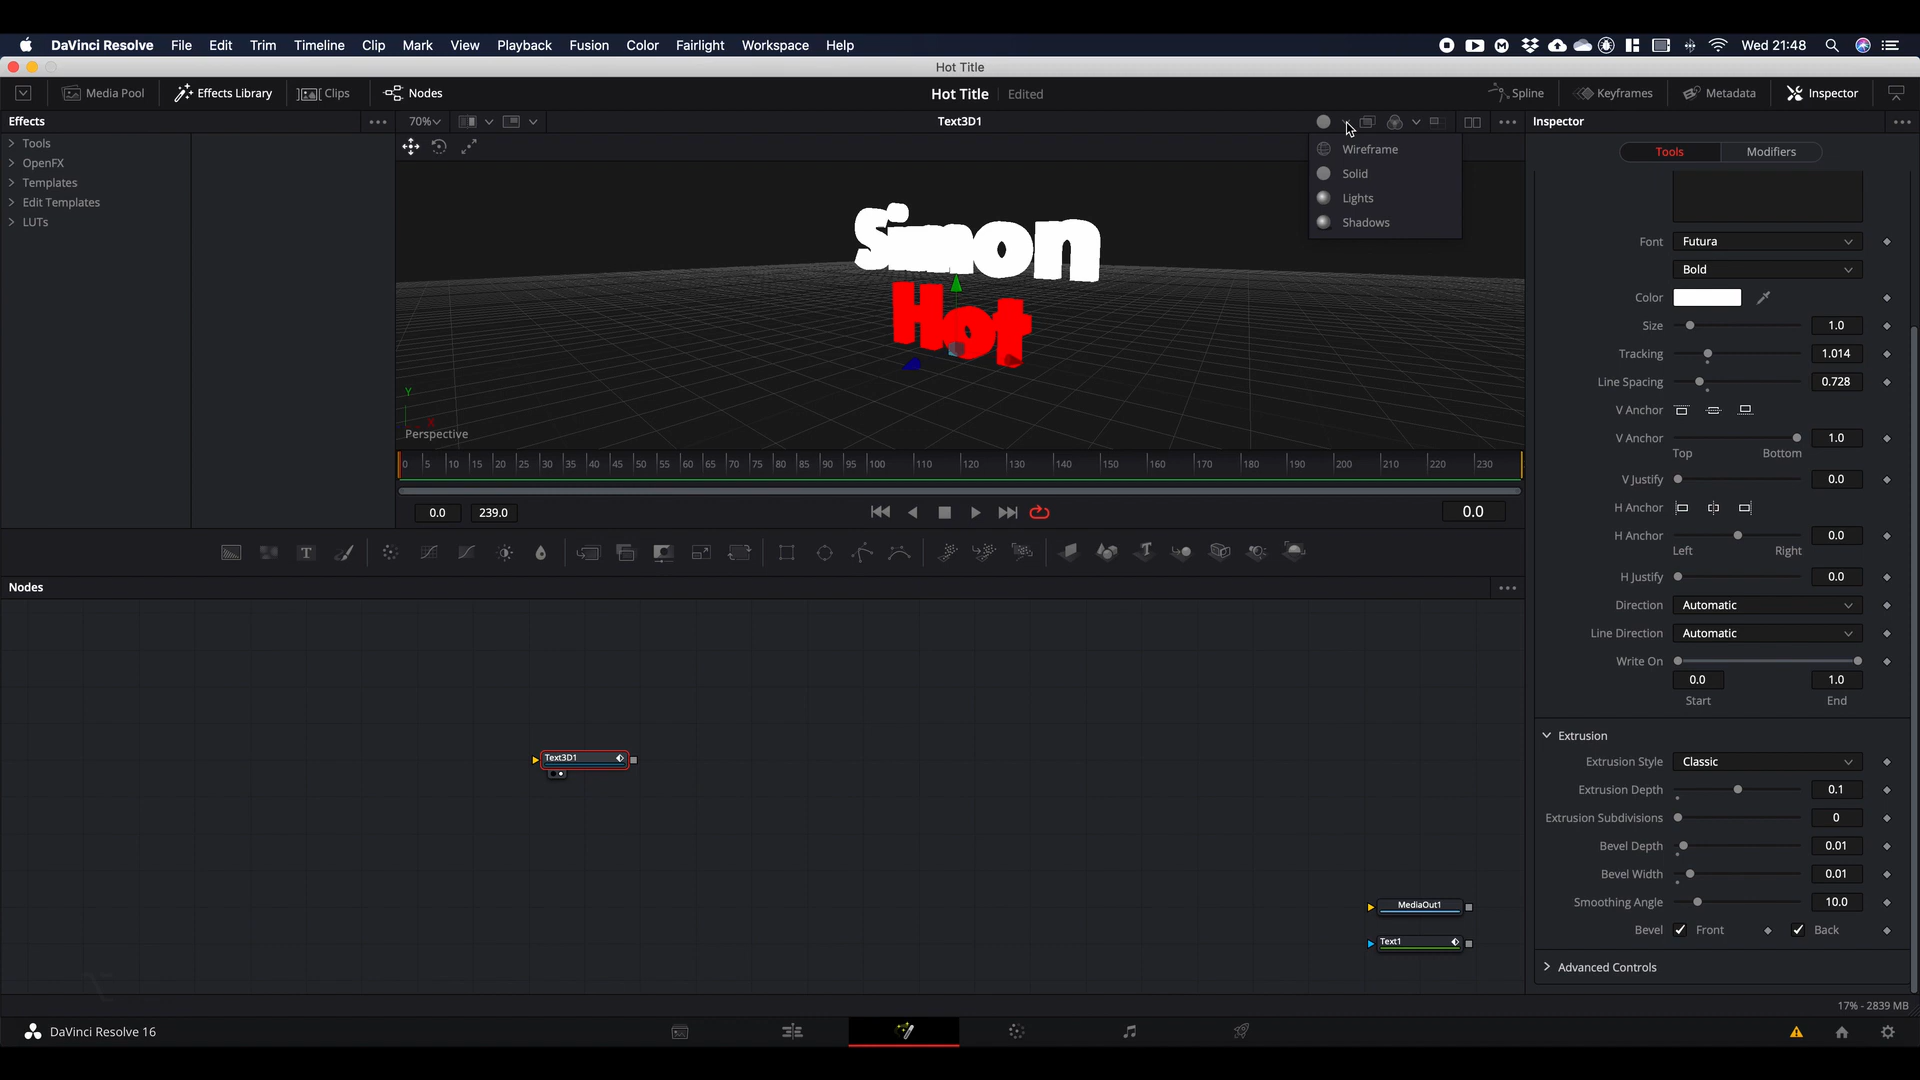 DaVinci Resolve File Edit Trim Timeline Clip Mark View Playback Fusion Color Fairlight Workspace Help Wed 21:48
Hot Title
Media Pool Effects Library Clips Nodes Hot Title Edited Spline Keyframes Metadata Inspector
Effects 70% Text3D1 Inspector
Tools
OpenFX
Templates
Edit Templates
LUTs
Wireframe
Solid
Lights
Shadows
Simon
Hot
Y
X
Perspective
0 5 10 15 20 25 30 35 40 45 50 55 60 65 70 75 80 85 90 95 100 110 120 130 140 150 160 170 180 190 200 210 220 230
0.0 239.0 0.0
T
Nodes
Text3D1
MediaOut1
Text1
Tools Modifiers
Font Futura
Bold
Color
Size 1.0
Tracking 1.014
Line Spacing 0.728
V Anchor
V Anchor 1.0
Top Bottom
V Justify 0.0
H Anchor
H Anchor 0.0
Left Right
H Justify 0.0
Direction Automatic
Line Direction Automatic
Write On
0.0 1.0
Start End
Extrusion
Extrusion Style Classic
Extrusion Depth 0.1
Extrusion Subdivisions 0
Bevel Depth 0.01
Bevel Width 0.01
Smoothing Angle 10.0
Bevel Front Back
Advanced Controls
17% - 2839 MB
DaVinci Resolve 16